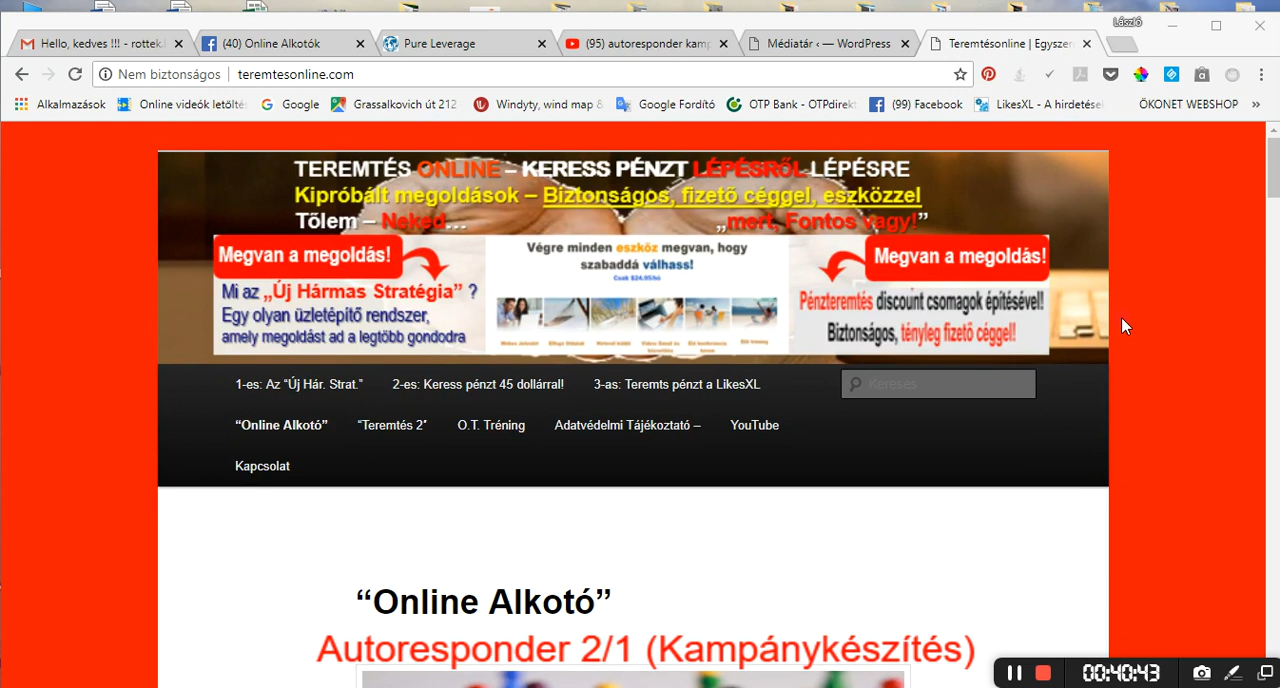 László
Hello, kedves !!! - rottek.l
(40) Online Alkotók
Pure Leverage
(95) autoresponder kamp
Médiatár ‹ — WordPress
Teremtésonline | Egyszer
Nem biztonságos
teremtesonline.com
Alkalmazások
Online videók letölté
Google
Grassalkovich út 212
Windyty, wind map &
Google Fordító
OTP Bank - OTPdirekt
(99) Facebook
LikesXL - A hirdetése
ÖKONET WEBSHOP
»
TEREMTÉS ONLINE – KERESS PÉNZT LÉPÉSRŐL LÉPÉSRE
Kipróbált megoldások – Biztonságos, fizető céggel, eszközzel
Tőlem – Neked... „mert, Fontos vagy!”
Megvan a megoldás!
Mi az „Új Hármas Stratégia” ?
Egy olyan üzletépítő rendszer,
amely megoldást ad a legtöbb gondodra
Végre minden eszköz megvan, hogy
szabaddá válhass!
Csak $24.95/hó
Megvan a megoldás!
Pénzteremtés discount csomagok építésével!
Biztonságos, tényleg fizető céggel!
1-es: Az “Új Hár. Strat.”
2-es: Keress pénzt 45 dollárral!
3-as: Teremts pénzt a LikesXL
Keresés
“Online Alkotó”
“Teremtés 2″
O.T. Tréning
Adatvédelmi Tájékoztató –
YouTube
Kapcsolat
“Online Alkotó”
Autoresponder 2/1 (Kampánykészítés)
00:40:43